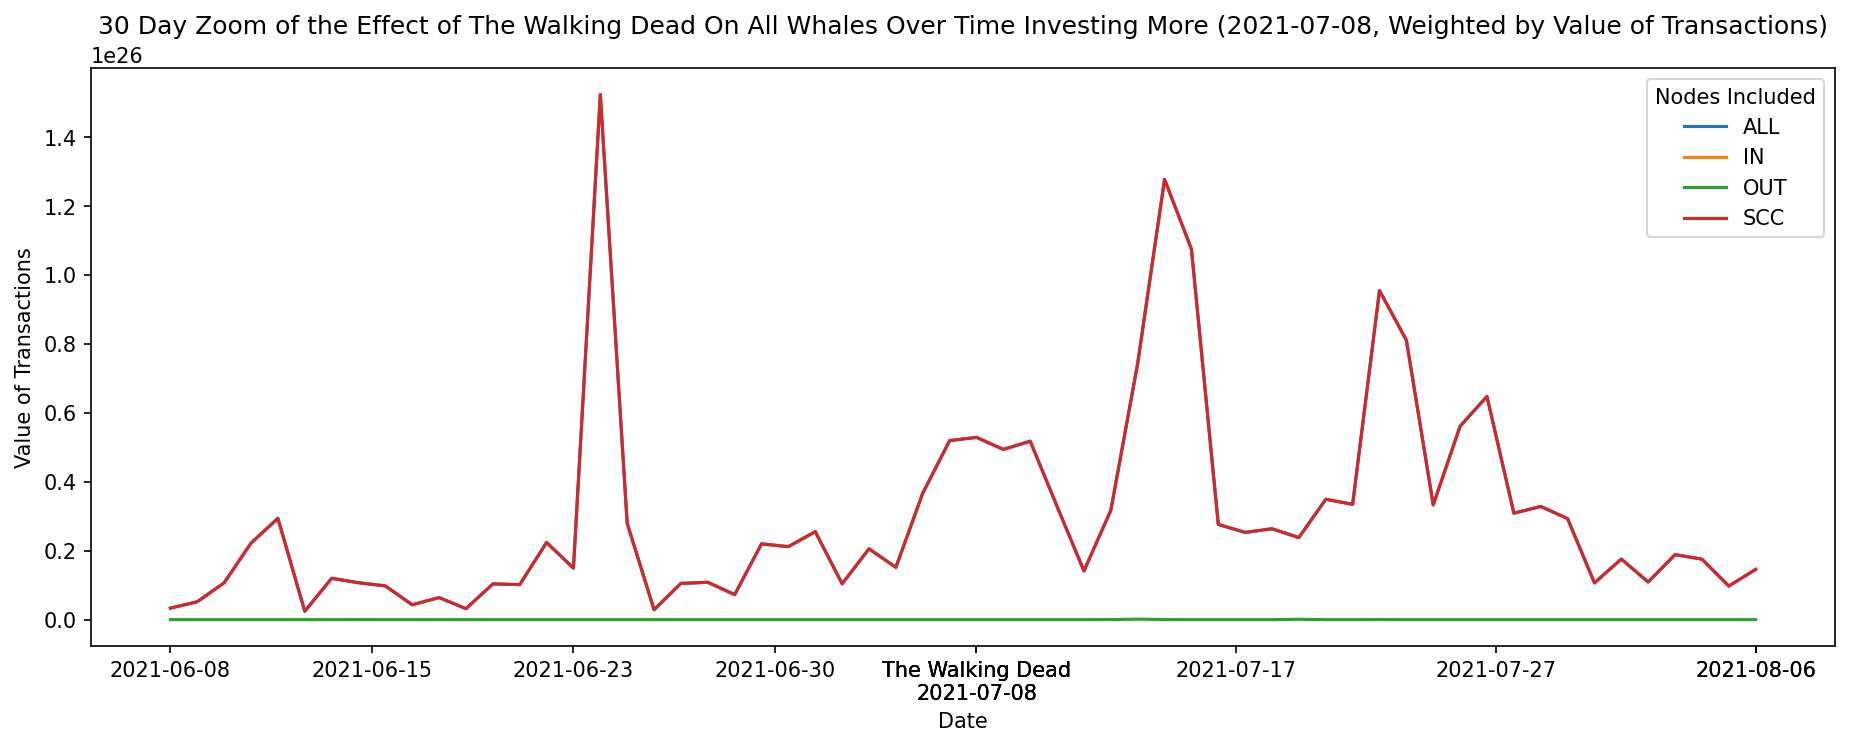 30 Day Zoom of the Effect of The Walking Dead On All Whales Over Time Investing More (2021-07-08, Weighted by Value of Transactions)
1e26
Nodes Included
ALL
IN
OUT
SCC
1.4
1.2
1.0
0.8
0.6
0.4
0.2
0.0
Value of Transactions
2021-06-08 2021-06-15 2021-06-23 2021-06-30 The Walking Dead 2021-07-17 2021-07-27 2021-08-06
2021-07-08
Date